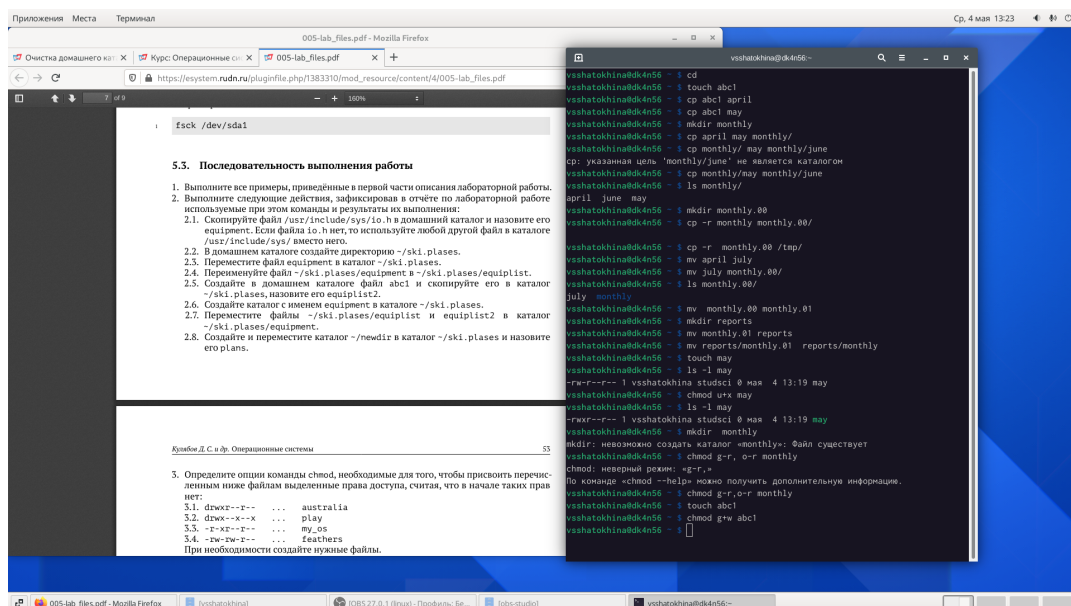 Приложения Места Терминал
Ср, 4 мая 13:23
005-lab_files.pdf - Mozilla Firefox
Очистка домашнего кат
Курс: Операционные си
005-lab_files.pdf
https://esystem.rudn.ru/pluginfile.php/1383310/mod_resource/content/4/005-lab_files.pdf
7 of 9
160%
1 fsck /dev/sda1
5.3. Последовательность выполнения работы
1. Выполните все примеры, приведённые в первой части описания лабораторной работы.
2. Выполните следующие действия, зафиксировав в отчёте по лабораторной работе
используемые при этом команды и результаты их выполнения:
2.1. Скопируйте файл /usr/include/sys/io.h в домашний каталог и назовите его
equipment. Если файла io.h нет, то используйте любой другой файл в каталоге
/usr/include/sys/ вместо него.
2.2. В домашнем каталоге создайте директорию ~/ski.plases.
2.3. Переместите файл equipment в каталог ~/ski.plases.
2.4. Переименуйте файл ~/ski.plases/equipment в ~/ski.plases/equiplist.
2.5. Создайте в домашнем каталоге файл abc1 и скопируйте его в каталог
~/ski.plases, назовите его equiplist2.
2.6. Создайте каталог с именем equipment в каталоге ~/ski.plases.
2.7. Переместите файлы ~/ski.plases/equiplist и equiplist2 в каталог
~/ski.plases/equipment.
2.8. Создайте и переместите каталог ~/newdir в каталог ~/ski.plases и назовите
его plans.
Кулябов Д. С. и др. Операционные системы 53
3. Определите опции команды chmod, необходимые для того, чтобы присвоить перечис-
ленным ниже файлам выделенные права доступа, считая, что в начале таких прав
нет:
3.1. drwxr--r-- ... australia
3.2. drwx--x--x ... play
3.3. -r-xr--r-- ... my_os
3.4. -rw-rw-r-- ... feathers
При необходимости создайте нужные файлы.
vsshatokhina@dk4n56:~
vsshatokhina@dk4n56 ~ $ cd
vsshatokhina@dk4n56 ~ $ touch abc1
vsshatokhina@dk4n56 ~ $ cp abc1 april
vsshatokhina@dk4n56 ~ $ cp abc1 may
vsshatokhina@dk4n56 ~ $ mkdir monthly
vsshatokhina@dk4n56 ~ $ cp april may monthly/
vsshatokhina@dk4n56 ~ $ cp monthly/ may monthly/june
cp: указанная цель 'monthly/june' не является каталогом
vsshatokhina@dk4n56 ~ $ cp monthly/may monthly/june
vsshatokhina@dk4n56 ~ $ ls monthly/
april june may
vsshatokhina@dk4n56 ~ $ mkdir monthly.00
vsshatokhina@dk4n56 ~ $ cp -r monthly monthly.00/
vsshatokhina@dk4n56 ~ $ cp -r monthly.00 /tmp/
vsshatokhina@dk4n56 ~ $ mv april july
vsshatokhina@dk4n56 ~ $ mv july monthly.00/
vsshatokhina@dk4n56 ~ $ ls monthly.00/
july monthly
vsshatokhina@dk4n56 ~ $ mv monthly.00 monthly.01
vsshatokhina@dk4n56 ~ $ mkdir reports
vsshatokhina@dk4n56 ~ $ mv monthly.01 reports
vsshatokhina@dk4n56 ~ $ mv reports/monthly.01 reports/monthly
vsshatokhina@dk4n56 ~ $ touch may
vsshatokhina@dk4n56 ~ $ ls -l may
-rw-r--r-- 1 vsshatokhina studsci 0 мая 4 13:19 may
vsshatokhina@dk4n56 ~ $ chmod u+x may
vsshatokhina@dk4n56 ~ $ ls -l may
-rwxr--r-- 1 vsshatokhina studsci 0 мая 4 13:19 may
vsshatokhina@dk4n56 ~ $ mkdir monthly
mkdir: невозможно создать каталог «monthly»: Файл существует
vsshatokhina@dk4n56 ~ $ chmod g-r, o-r monthly
chmod: неверный режим: «g-r,»
По команде «chmod --help» можно получить дополнительную информацию.
vsshatokhina@dk4n56 ~ $ chmod g-r,o-r monthly
vsshatokhina@dk4n56 ~ $ touch abc1
vsshatokhina@dk4n56 ~ $ chmod g+w abc1
vsshatokhina@dk4n56 ~ $
005-lab_files.pdf - Mozilla Firefox
[vsshatokhina]
[OBS 27.0.1 (linux) - Профиль: Бе...
[obs-studio]
vsshatokhina@dk4n56:~